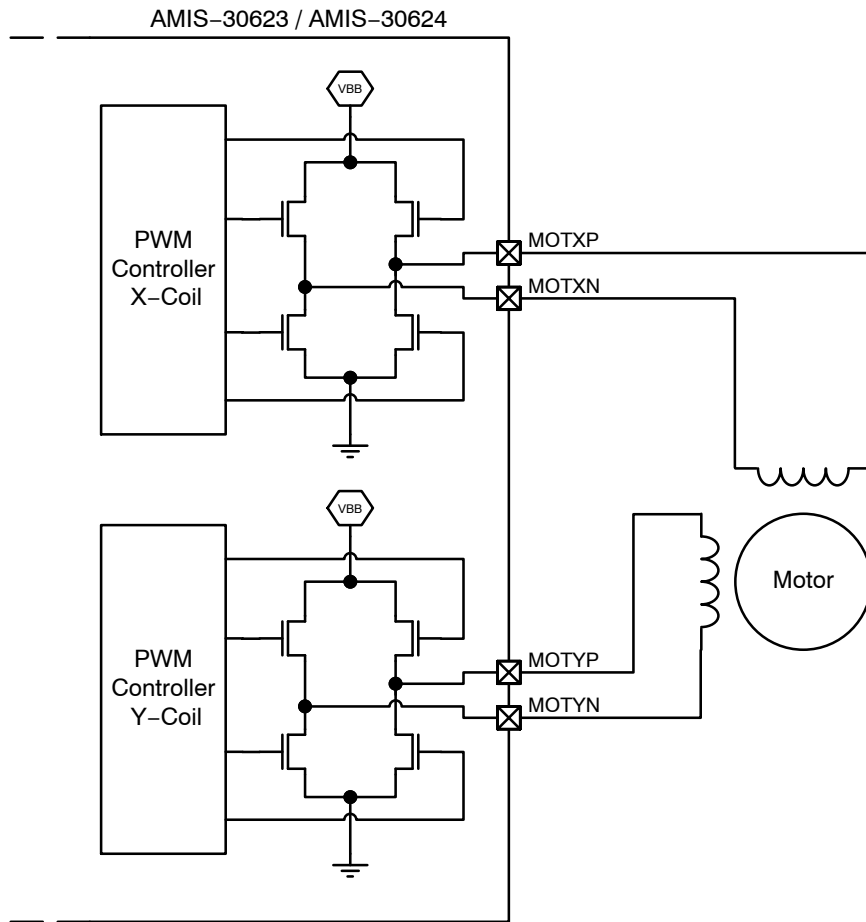 AMIS−30623 / AMIS−30624
VBB
PWM
Controller
X−Coil
MOTXP
MOTXN
VBB
PWM
Controller
Y−Coil
MOTYP
MOTYN
Motor